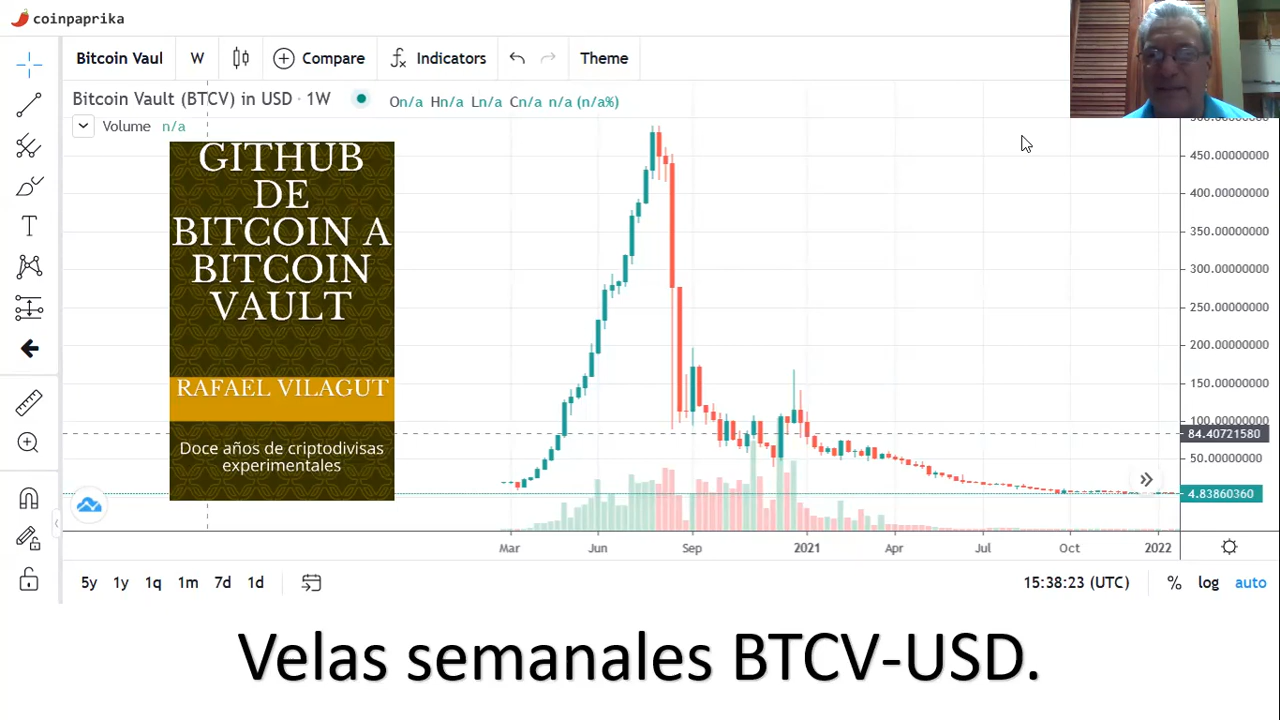 coinpaprika
Bitcoin Vaul W Compare Indicators Theme
Bitcoin Vault (BTCV) in USD · 1W On/a Hn/a Ln/a Cn/a n/a (n/a%)
Volume n/a
GITHUB
DE
BITCOIN A
BITCOIN
VAULT
RAFAEL VILAGUT
Doce años de criptodivisas
experimentales
450.00000000
400.00000000
350.00000000
300.00000000
250.00000000
200.00000000
150.00000000
100.00000000
84.40721580
50.00000000
4.83860360
Mar Jun Sep 2021 Apr Jul Oct 2022
5y 1y 1q 1m 7d 1d 15:38:23 (UTC) % log auto
Velas semanales BTCV-USD.